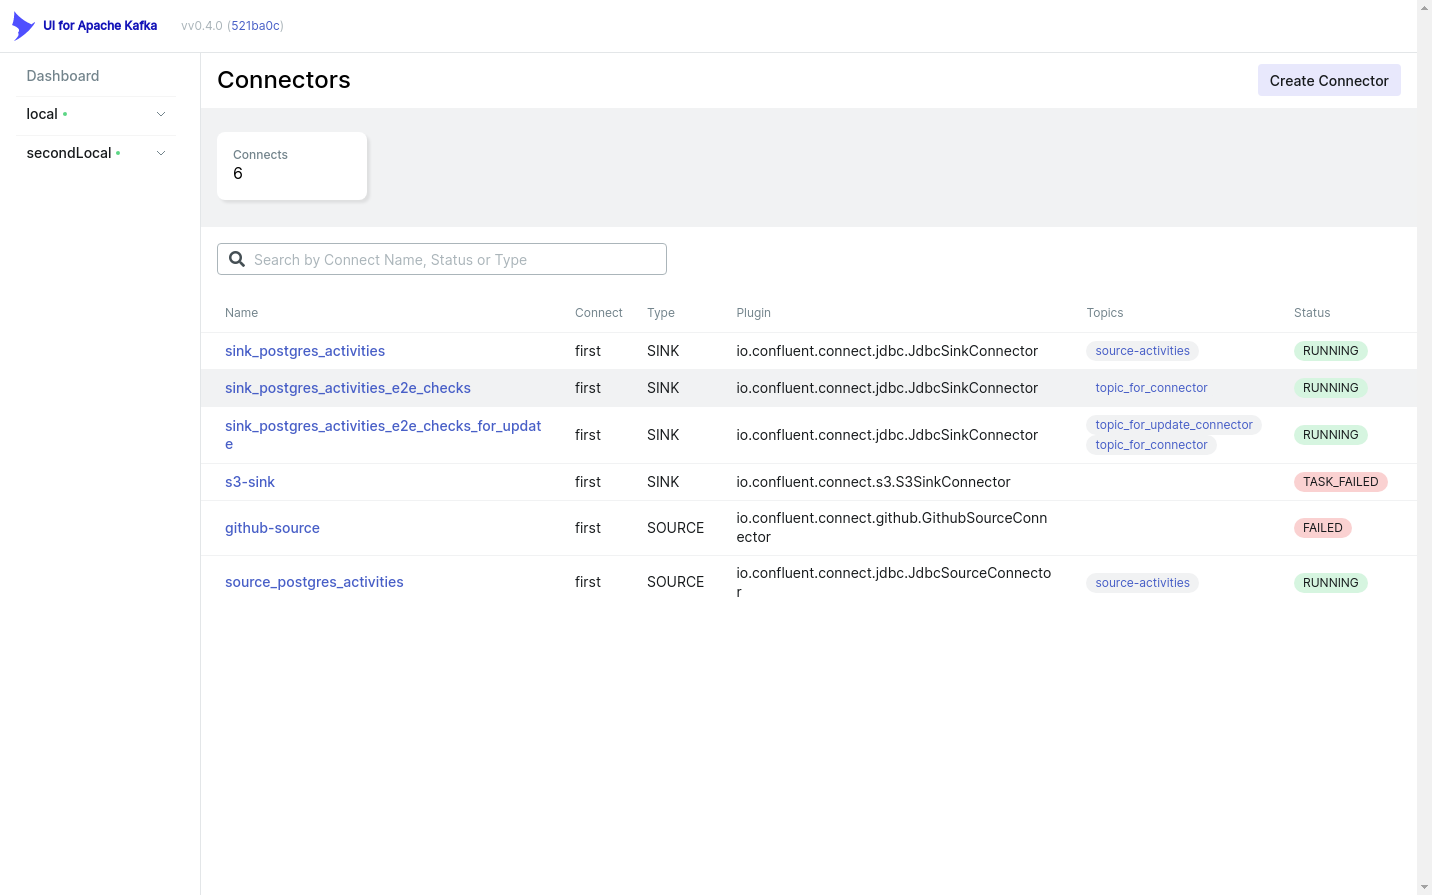 UI for Apache Kafka vv0.4.0 (521ba0c)
Dashboard
local
secondLocal
Connectors
Create Connector
Connects
6
Search by Connect Name, Status or Type
Name Connect Type Plugin Topics Status
sink_postgres_activities first SINK io.confluent.connect.jdbc.JdbcSinkConnector source-activities RUNNING
sink_postgres_activities_e2e_checks first SINK io.confluent.connect.jdbc.JdbcSinkConnector topic_for_connector RUNNING
sink_postgres_activities_e2e_checks_for_updat
e
first SINK io.confluent.connect.jdbc.JdbcSinkConnector
topic_for_update_connector
topic_for_connector
RUNNING
s3-sink first SINK io.confluent.connect.s3.S3SinkConnector TASK_FAILED
github-source first SOURCE
io.confluent.connect.github.GithubSourceConn
ector
FAILED
source_postgres_activities first SOURCE
io.confluent.connect.jdbc.JdbcSourceConnecto
r
source-activities RUNNING